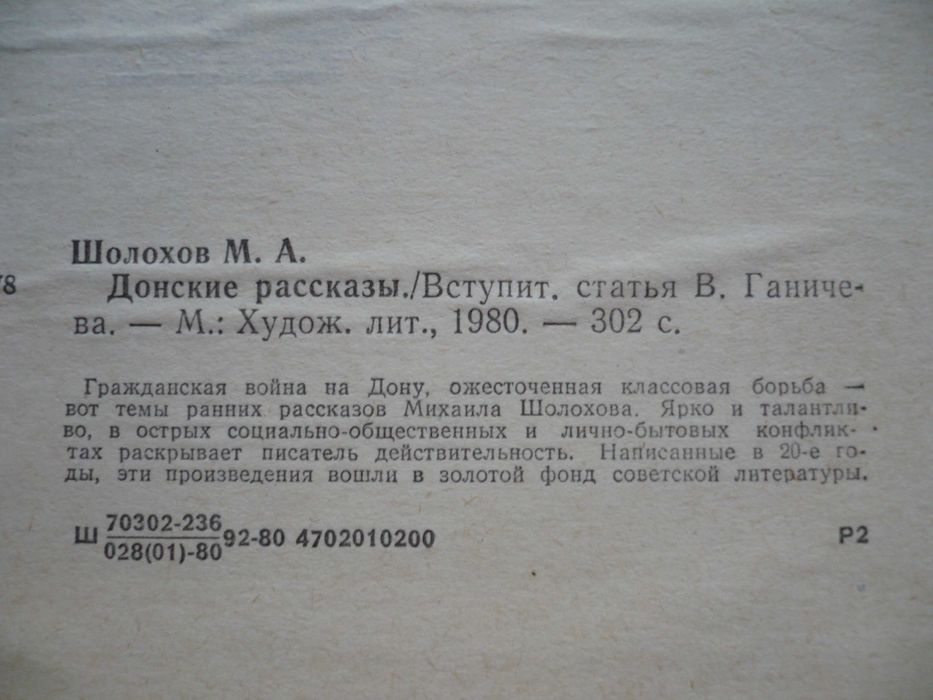 Шолохов М. А.
Донские рассказы./Вступит. статья В. Ганиче-
ва. — М.: Худож. лит., 1980. — 302 с.
Гражданская война на Дону, ожесточенная классовая борьба —
вот темы ранних рассказов Михаила Шолохова. Ярко и талантли-
во, в острых социально-общественных и лично-бытовых конфлик-
тах раскрывает писатель действительность. Написанные в 20-е го-
ды, эти произведения вошли в золотой фонд советской литературы.
Ш 70302-236
028(01)-80 92-80 4702010200 Р2